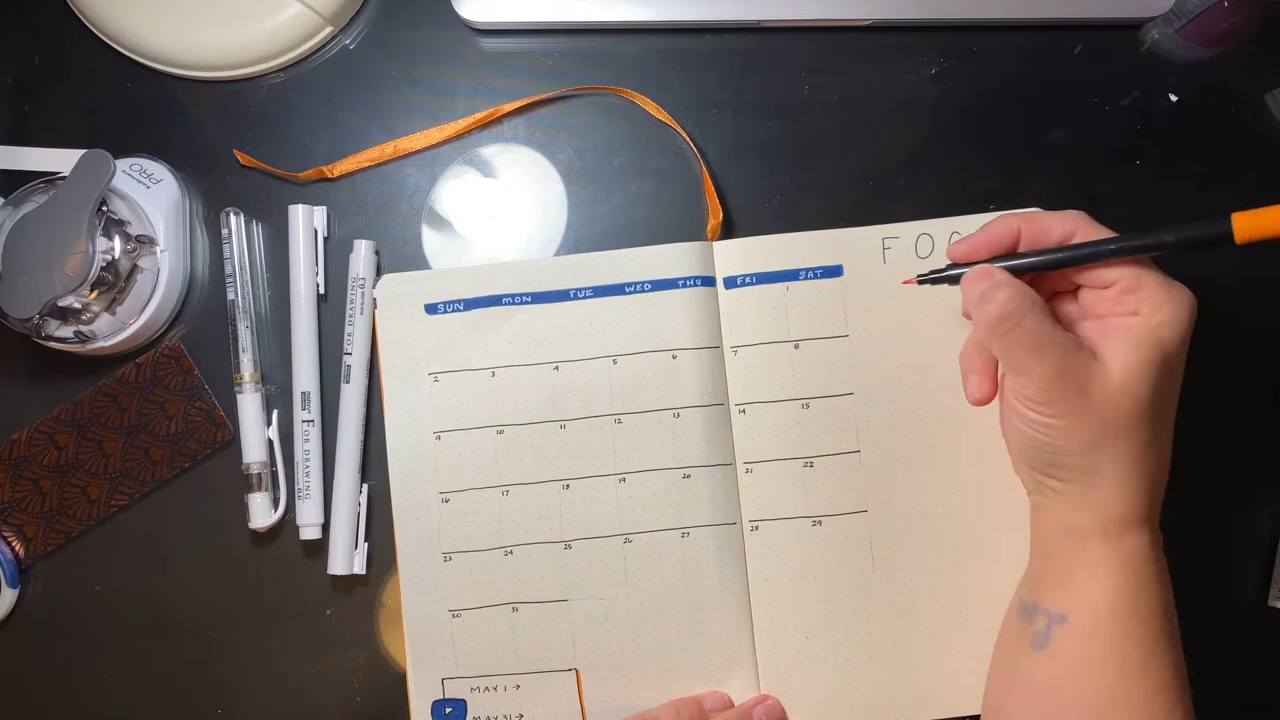 SUN MON TUE WED THU FRI SAT
1
2 3 4 5 6 7 8
9 10 11 12 13 14 15
16 17 18 19 20 21 22
23 24 25 26 27 28 29
30 31
MAY 1 →
MAY 31 →
PRO
FOR DRAWING
FOR DRAWING 0.3